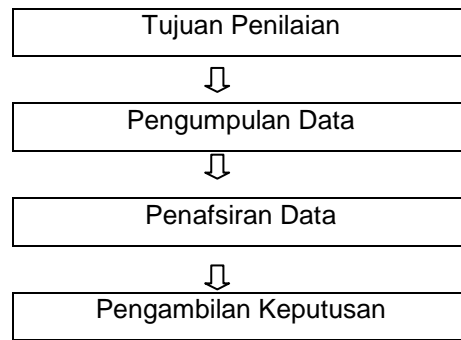 Tujuan Penilaian
Pengumpulan Data
Penafsiran Data
Pengambilan Keputusan